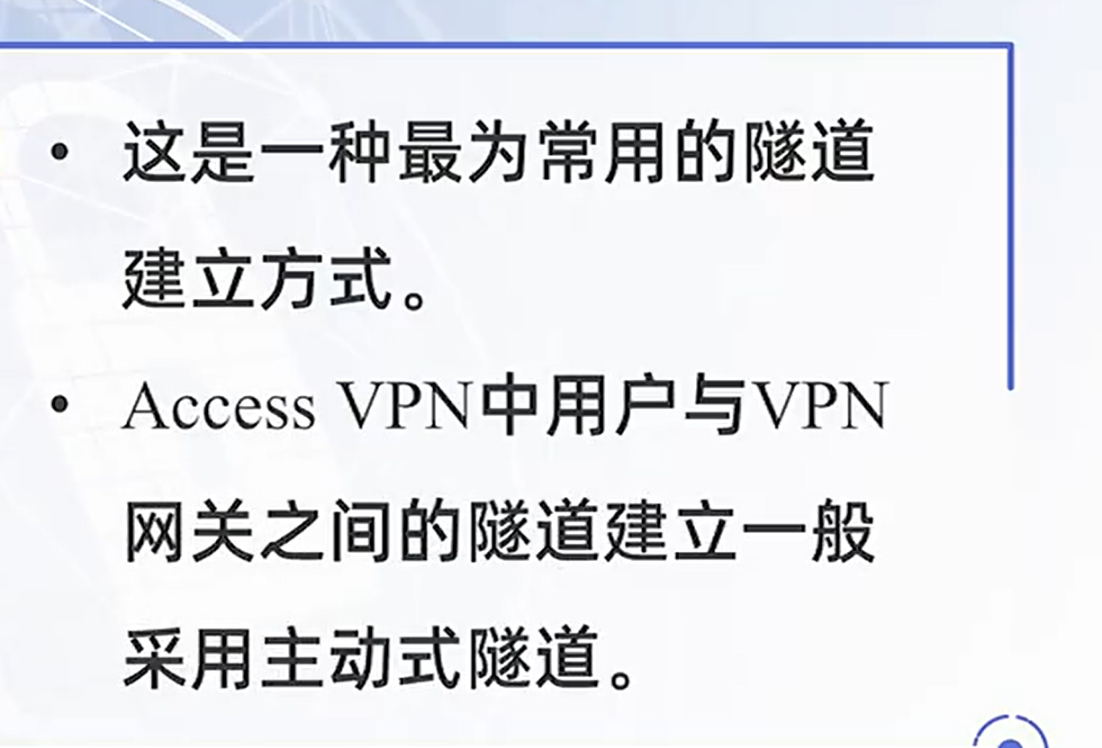 • 这是一种最为常用的隧道
建立方式。
• Access VPN中用户与VPN
网关之间的隧道建立一般
采用主动式隧道。